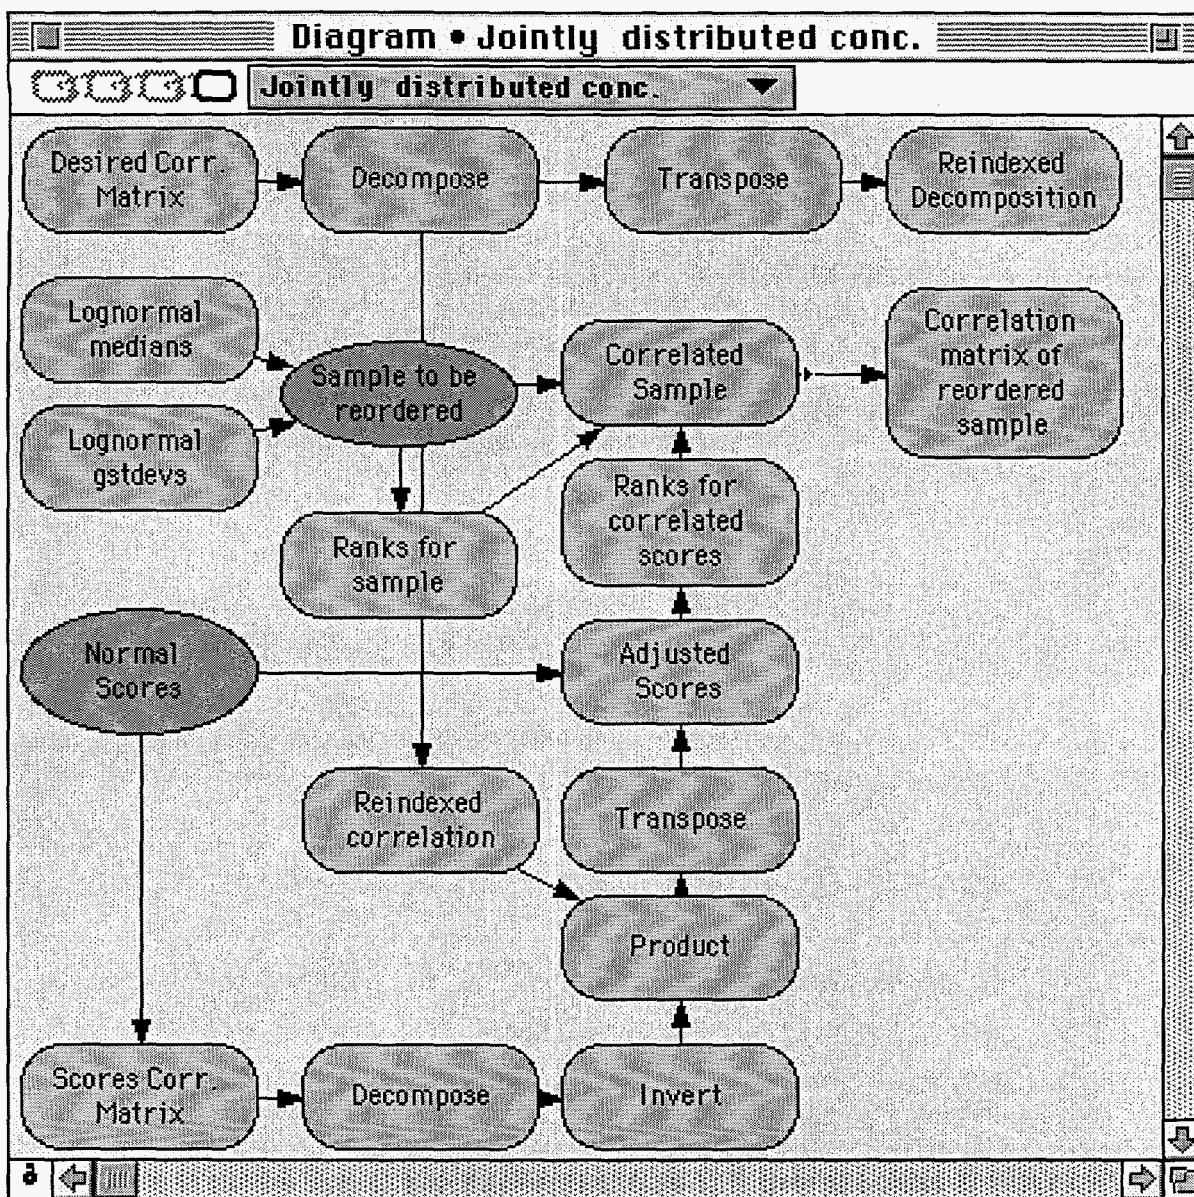 Diagram • Jointly distributed conc.
Jointly distributed conc.
Desired Corr.
Matrix
Decompose
Transpose
Reindexed
Decomposition
Lognormal
medians
Sample to be
reordered
Correlated
Sample
Correlation
matrix of
reordered
sample
Lognormal
gstdevs
Ranks for
sample
Ranks for
correlated
scores
Normal
Scores
Adjusted
Scores
Reindexed
correlation
Transpose
Product
Scores Corr.
Matrix
Decompose
Invert